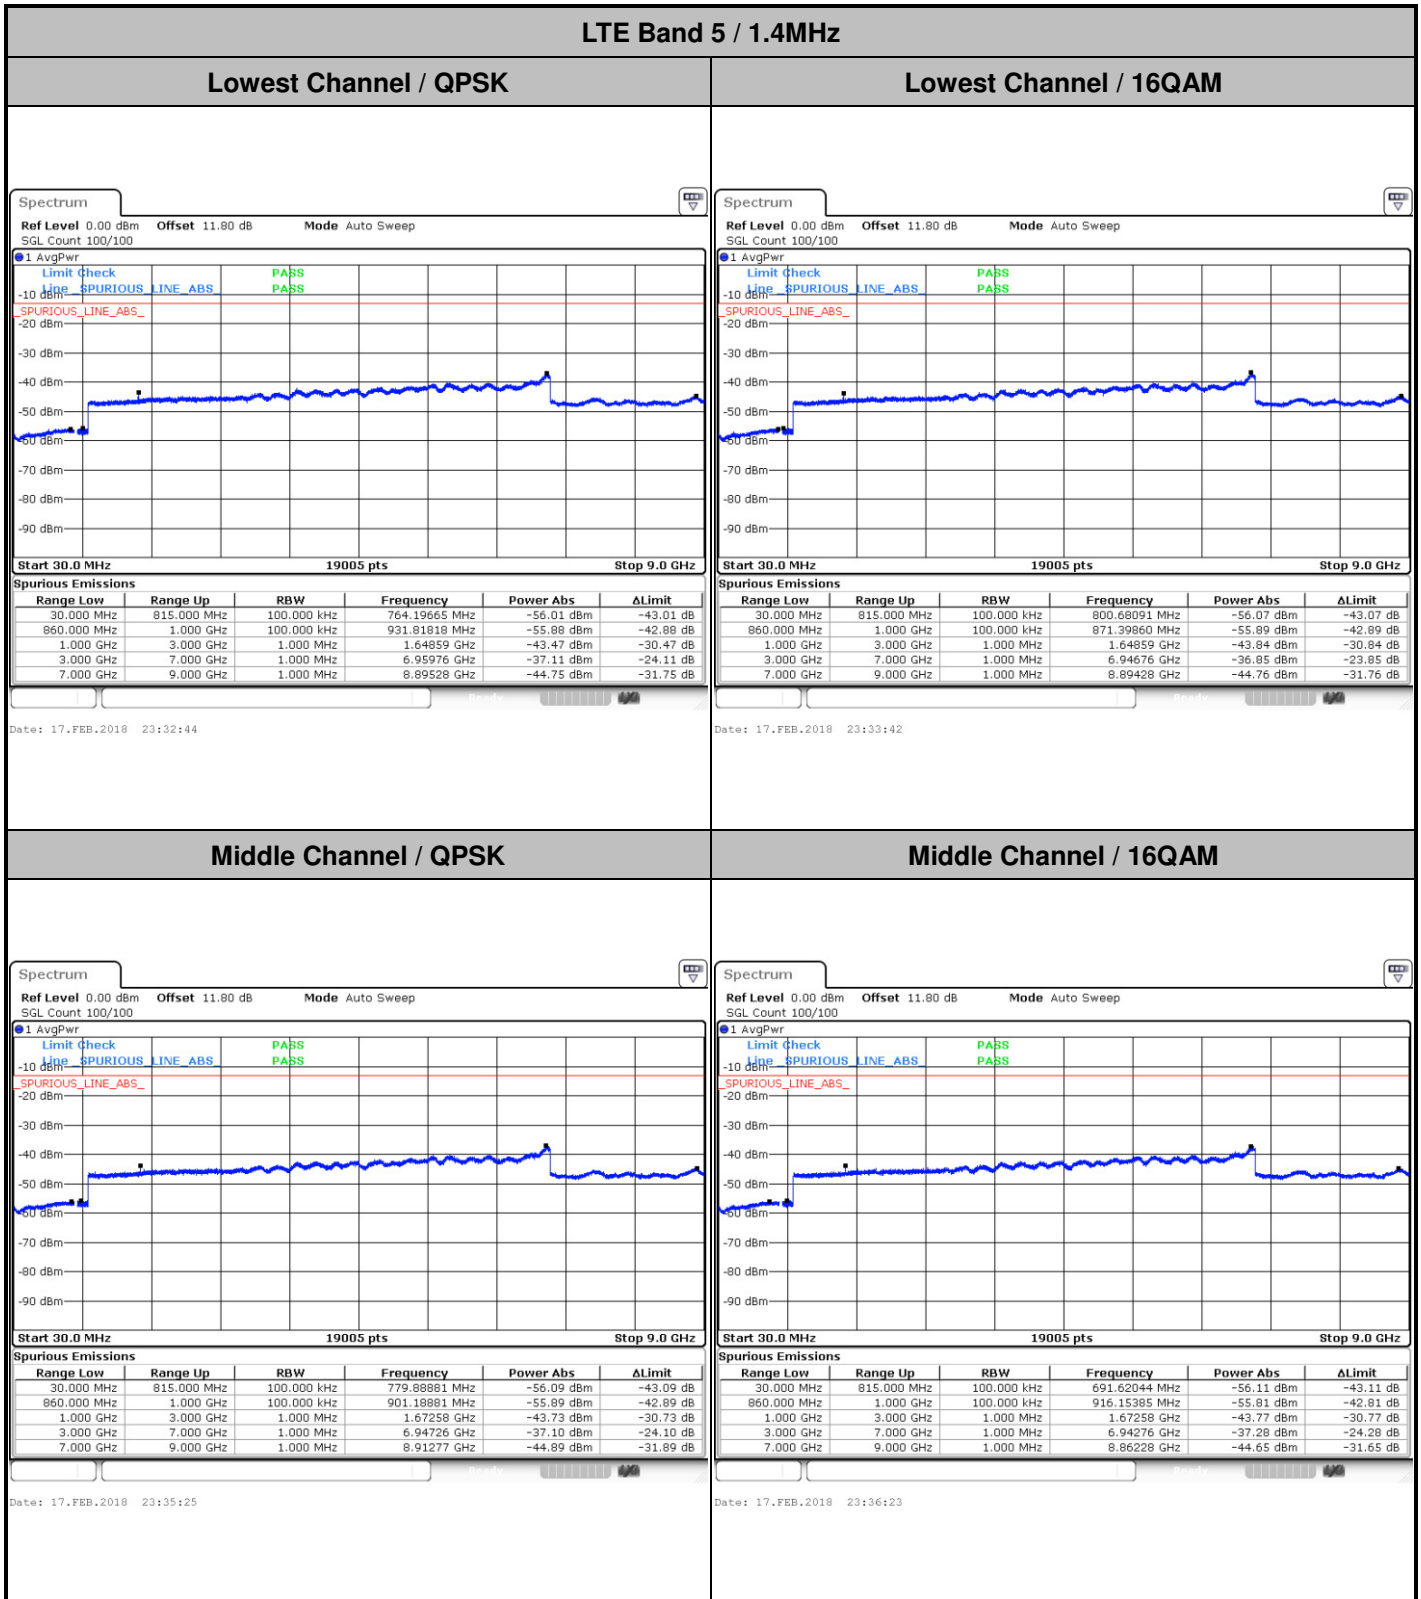 LTE Band 5 / 1.4MHz
Lowest Channel / QPSK Lowest Channel / 16QAM
Spectrum
Ref Level 0.00 dBm Offset 11.80 dB Mode Auto Sweep
SGL Count 100/100
1 AvgPwr
Limit Check PASS
Line _SPURIOUS_LINE_ABS_ PASS
-10 dBm
_SPURIOUS_LINE_ABS_
-20 dBm
-30 dBm
-40 dBm
-50 dBm
-60 dBm
-70 dBm
-80 dBm
-90 dBm
Start 30.0 MHz 19005 pts Stop 9.0 GHz
Spurious Emissions
Range Low Range Up RBW Frequency Power Abs ΔLimit
30.000 MHz 815.000 MHz 100.000 kHz 764.19665 MHz -56.01 dBm -43.01 dB
860.000 MHz 1.000 GHz 100.000 kHz 931.81818 MHz -55.88 dBm -42.88 dB
1.000 GHz 3.000 GHz 1.000 MHz 1.64859 GHz -43.47 dBm -30.47 dB
3.000 GHz 7.000 GHz 1.000 MHz 6.95976 GHz -37.11 dBm -24.11 dB
7.000 GHz 9.000 GHz 1.000 MHz 8.89528 GHz -44.75 dBm -31.75 dB
Ready
Date: 17.FEB.2018 23:32:44
Spectrum
Ref Level 0.00 dBm Offset 11.80 dB Mode Auto Sweep
SGL Count 100/100
1 AvgPwr
Limit Check PASS
Line _SPURIOUS_LINE_ABS_ PASS
-10 dBm
_SPURIOUS_LINE_ABS_
-20 dBm
-30 dBm
-40 dBm
-50 dBm
-60 dBm
-70 dBm
-80 dBm
-90 dBm
Start 30.0 MHz 19005 pts Stop 9.0 GHz
Spurious Emissions
Range Low Range Up RBW Frequency Power Abs ΔLimit
30.000 MHz 815.000 MHz 100.000 kHz 800.68091 MHz -56.07 dBm -43.07 dB
860.000 MHz 1.000 GHz 100.000 kHz 871.39860 MHz -55.89 dBm -42.89 dB
1.000 GHz 3.000 GHz 1.000 MHz 1.64859 GHz -43.84 dBm -30.84 dB
3.000 GHz 7.000 GHz 1.000 MHz 6.94676 GHz -36.85 dBm -23.85 dB
7.000 GHz 9.000 GHz 1.000 MHz 8.89428 GHz -44.76 dBm -31.76 dB
Ready
Date: 17.FEB.2018 23:33:42
Middle Channel / QPSK Middle Channel / 16QAM
Spectrum
Ref Level 0.00 dBm Offset 11.80 dB Mode Auto Sweep
SGL Count 100/100
1 AvgPwr
Limit Check PASS
Line _SPURIOUS_LINE_ABS_ PASS
-10 dBm
_SPURIOUS_LINE_ABS_
-20 dBm
-30 dBm
-40 dBm
-50 dBm
-60 dBm
-70 dBm
-80 dBm
-90 dBm
Start 30.0 MHz 19005 pts Stop 9.0 GHz
Spurious Emissions
Range Low Range Up RBW Frequency Power Abs ΔLimit
30.000 MHz 815.000 MHz 100.000 kHz 779.88881 MHz -56.09 dBm -43.09 dB
860.000 MHz 1.000 GHz 100.000 kHz 901.18881 MHz -55.89 dBm -42.89 dB
1.000 GHz 3.000 GHz 1.000 MHz 1.67258 GHz -43.73 dBm -30.73 dB
3.000 GHz 7.000 GHz 1.000 MHz 6.94726 GHz -37.10 dBm -24.10 dB
7.000 GHz 9.000 GHz 1.000 MHz 8.91277 GHz -44.89 dBm -31.89 dB
Ready
Date: 17.FEB.2018 23:35:25
Spectrum
Ref Level 0.00 dBm Offset 11.80 dB Mode Auto Sweep
SGL Count 100/100
1 AvgPwr
Limit Check PASS
Line _SPURIOUS_LINE_ABS_ PASS
-10 dBm
_SPURIOUS_LINE_ABS_
-20 dBm
-30 dBm
-40 dBm
-50 dBm
-60 dBm
-70 dBm
-80 dBm
-90 dBm
Start 30.0 MHz 19005 pts Stop 9.0 GHz
Spurious Emissions
Range Low Range Up RBW Frequency Power Abs ΔLimit
30.000 MHz 815.000 MHz 100.000 kHz 691.62044 MHz -56.11 dBm -43.11 dB
860.000 MHz 1.000 GHz 100.000 kHz 916.15385 MHz -55.81 dBm -42.81 dB
1.000 GHz 3.000 GHz 1.000 MHz 1.67258 GHz -43.77 dBm -30.77 dB
3.000 GHz 7.000 GHz 1.000 MHz 6.94276 GHz -37.28 dBm -24.28 dB
7.000 GHz 9.000 GHz 1.000 MHz 8.86228 GHz -44.65 dBm -31.65 dB
Ready
Date: 17.FEB.2018 23:36:23